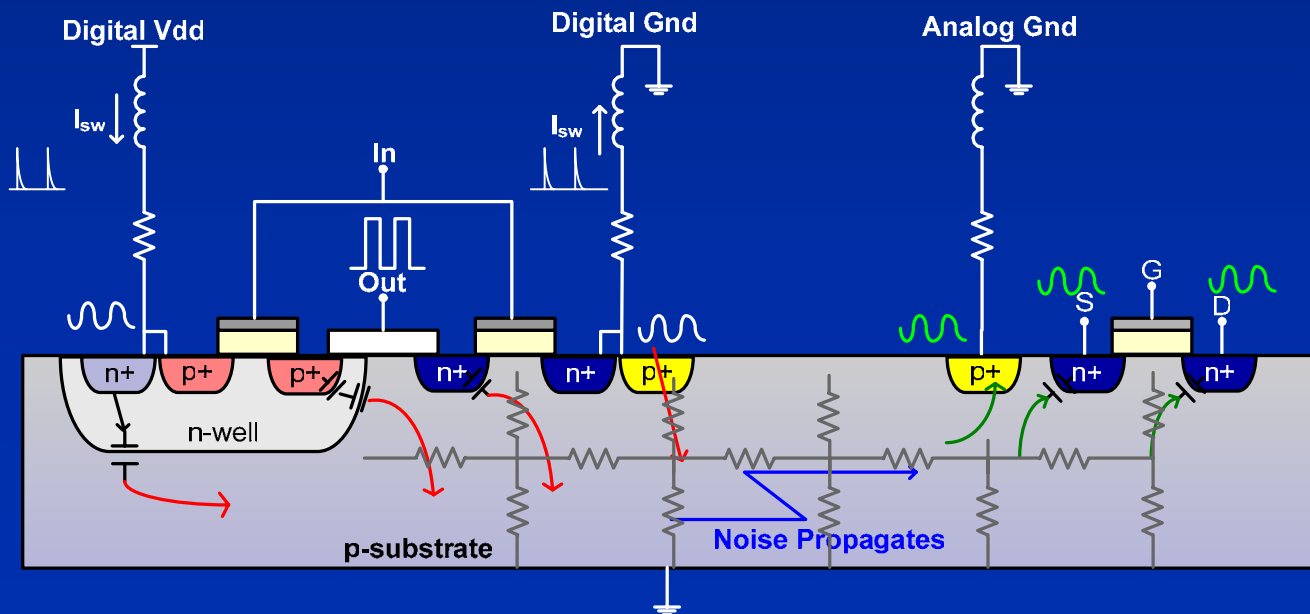 Digital Vdd
Digital Gnd
Analog Gnd
Isw
Isw
In
Out
G
S
D
n+
p+
p+
n+
n+
p+
p+
n+
n+
n-well
Noise Propagates
p-substrate